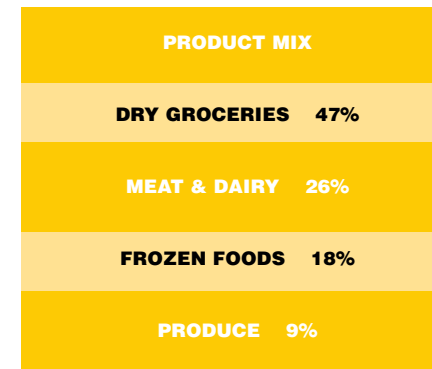 PRODUCT MIX
DRY GROCERIES 47%
MEAT & DAIRY 26%
FROZEN FOODS 18%
PRODUCE 9%